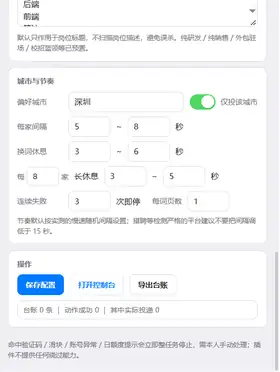 后端
前端
默认只作用于岗位标题，不扫描岗位描述，避免误杀。纯研发 / 纯销售 / 外包驻
场 / 校招蓝领等已预置。
城市与节奏
偏好城市 深圳 仅投该城市
每家间隔 5 ~ 8 秒
换词休息 3 ~ 6 秒
每 8 家 长休息 3 ~ 5 秒
连续失败 3 次即停 每词页数 1
节奏默认按实测的慢速随机间隔设置；猎聘等检测严格的平台建议不要把间隔调
低于 15 秒。
操作
保存配置 打开控制台 导出台账
台账 0 条 | 动作成功 0 | 其中实际投递 0
命中验证码 / 滑块 / 账号异常 / 日额度提示会立即整任务停止，需本人手动处理；插
件不提供任何绕过能力。